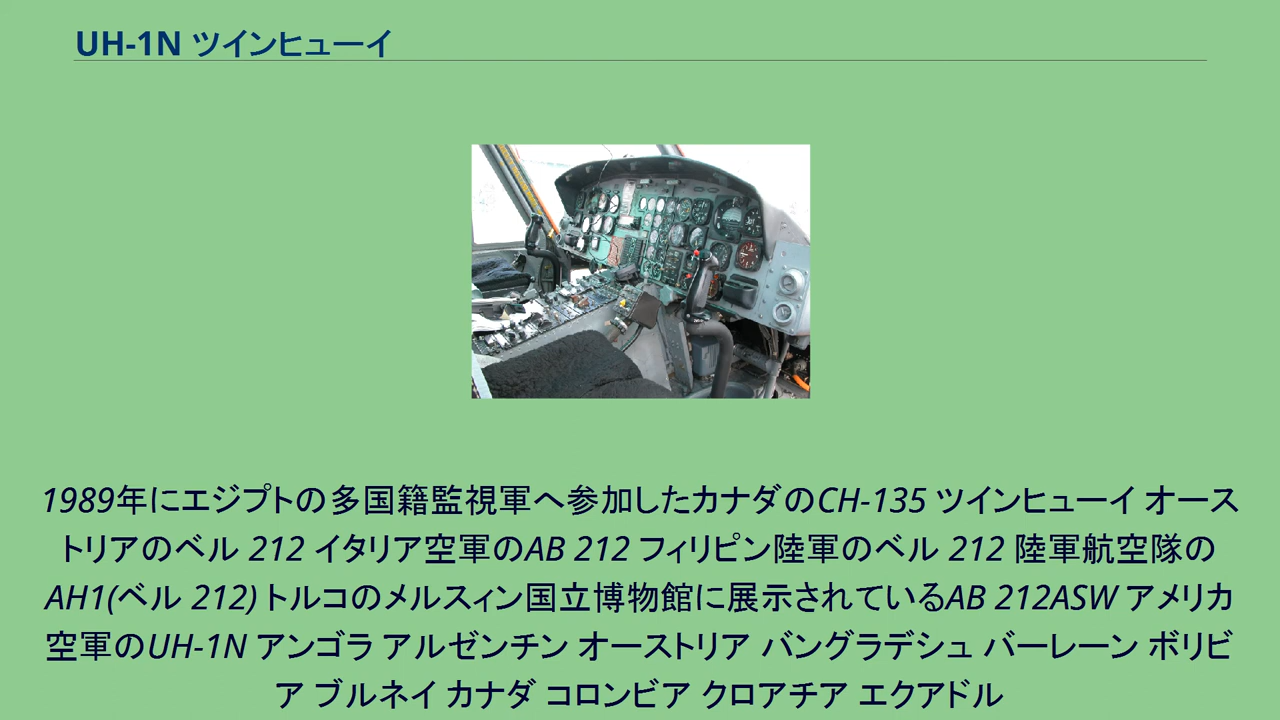 UH-1N ツインヒューイ
1989年にエジプトの多国籍監視軍へ参加したカナダのCH-135 ツインヒューイ オース
トリアのベル 212 イタリア空軍のAB 212 フィリピン陸軍のベル 212 陸軍航空隊の
AH1(ベル 212) トルコのメルスィン国立博物館に展示されているAB 212ASW アメリカ
空軍のUH-1N アンゴラ アルゼンチン オーストリア バングラデシュ バーレーン ボリビ
ア ブルネイ カナダ コロンビア クロアチア エクアドル